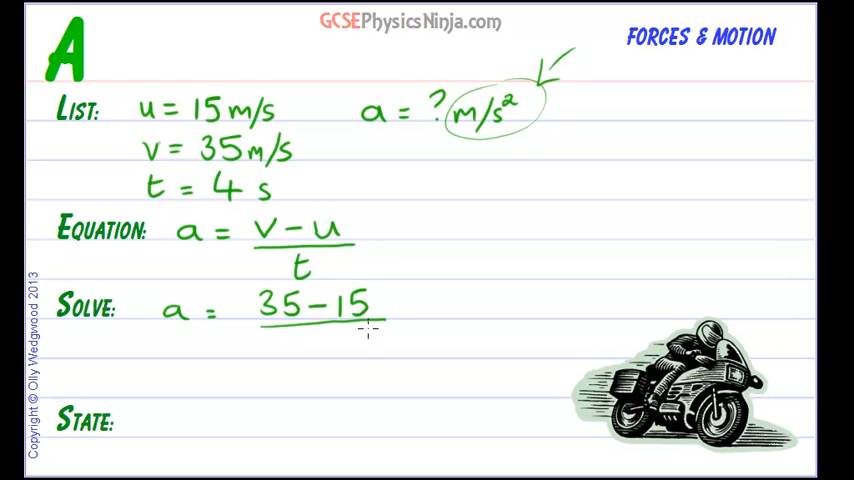 GCSEPhysicsNinja.com
A
FORCES & MOTION
LIST: u = 15 m/s a = ? m/s²
v = 35 m/s
t = 4 s
EQUATION: a = v - u
t
SOLVE: a = 35 - 15
STATE:
Copyright © Olly Wedgwood 2013